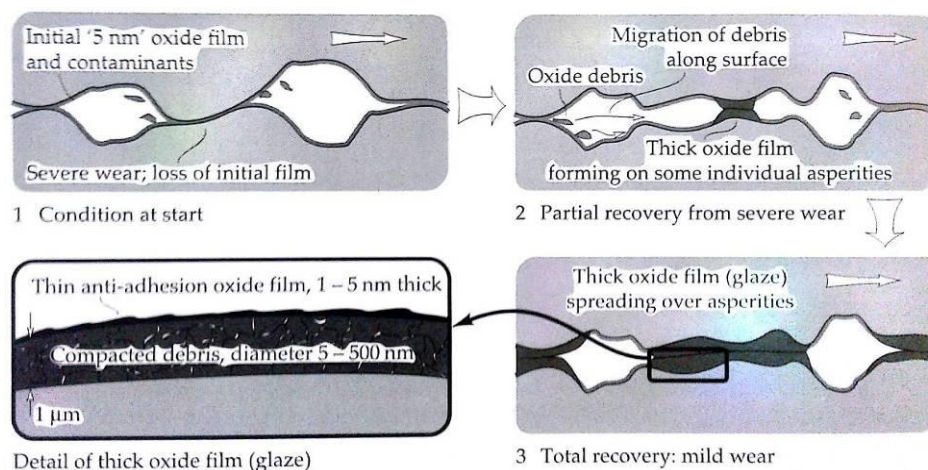 Initial '5 nm' oxide film
and contaminants
Severe wear; loss of initial film
1 Condition at start
Migration of debris
along surface
Oxide debris
Thick oxide film
forming on some individual asperities
2 Partial recovery from severe wear
Thick oxide film (glaze)
spreading over asperities
3 Total recovery: mild wear
Thin anti-adhesion oxide film, 1 – 5 nm thick
Compacted debris, diameter 5 – 500 nm
1 μm
Detail of thick oxide film (glaze)